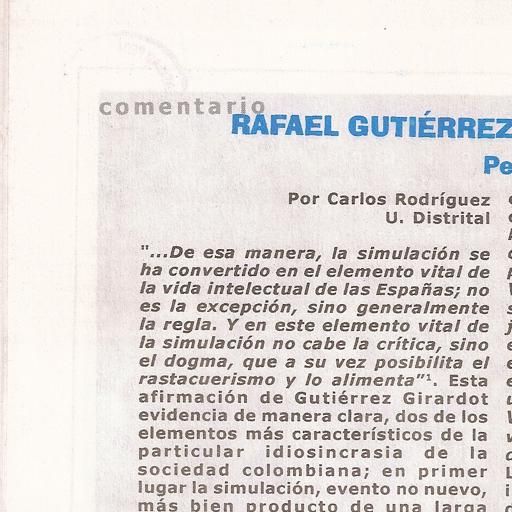 comentario
RAFAEL GUTIÉRREZ
Pe
Por Carlos Rodríguez
U. Distrital
"...De esa manera, la simulación se
ha convertido en el elemento vital de
la vida intelectual de las Españas; no
es la excepción, sino generalmente
la regla. Y en este elemento vital de
la simulación no cabe la crítica, sino
el dogma, que a su vez posibilita el
rastacuerismo y lo alimenta"¹. Esta
afirmación de Gutiérrez Girardot
evidencia de manera clara, dos de los
elementos más característicos de la
particular idiosincrasia de la
sociedad colombiana; en primer
lugar la simulación, evento no nuevo,
más bien producto de una larga